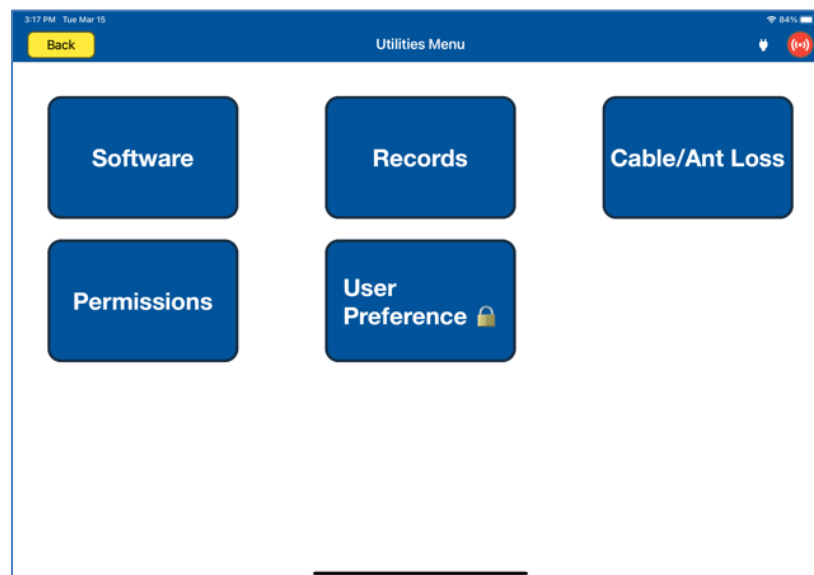 3:17 PM Tue Mar 15
84%
Back
Utilities Menu
Software
Records
Cable/Ant Loss
Permissions
User
Preference